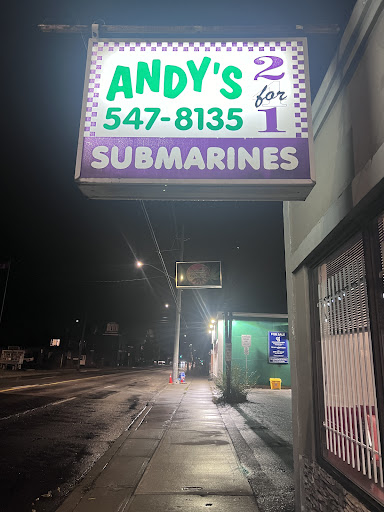 ANDY'S
547-8135
2
for
1
SUBMARINES